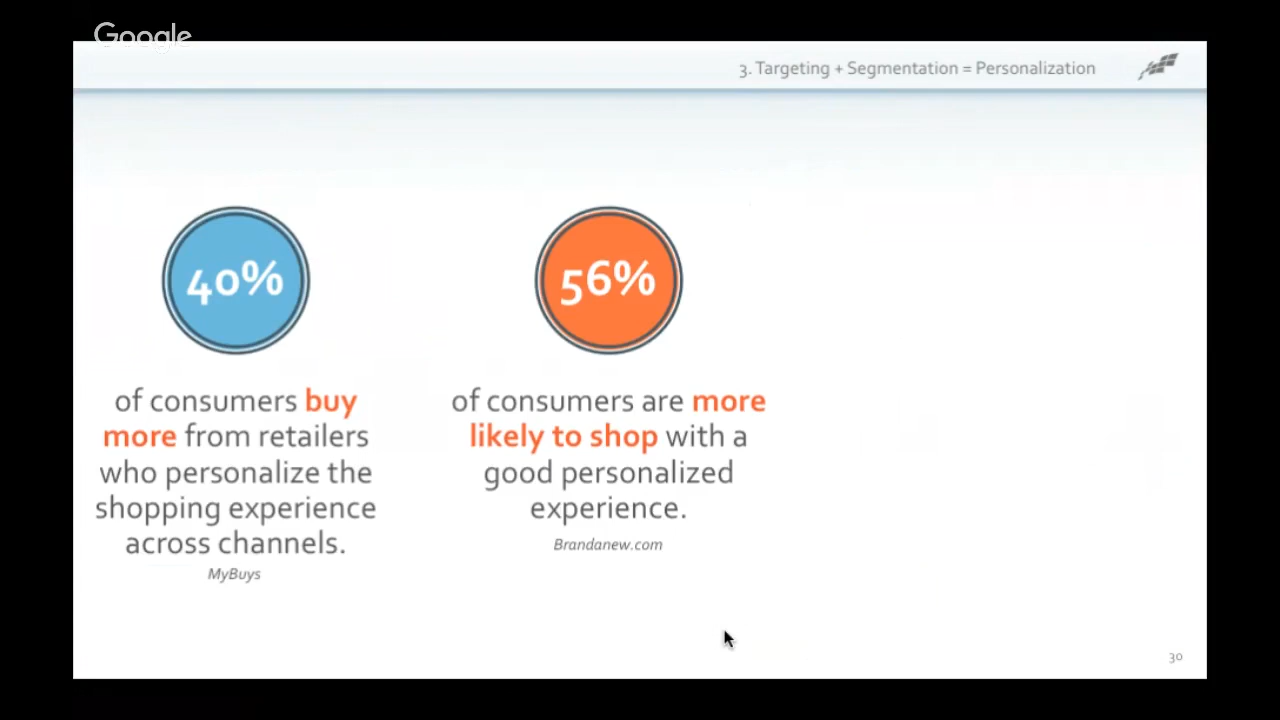 Google
3. Targeting + Segmentation = Personalization
40%
of consumers buy
more from retailers
who personalize the
shopping experience
across channels.
MyBuys
56%
of consumers are more
likely to shop with a
good personalized
experience.
Brandanew.com
30